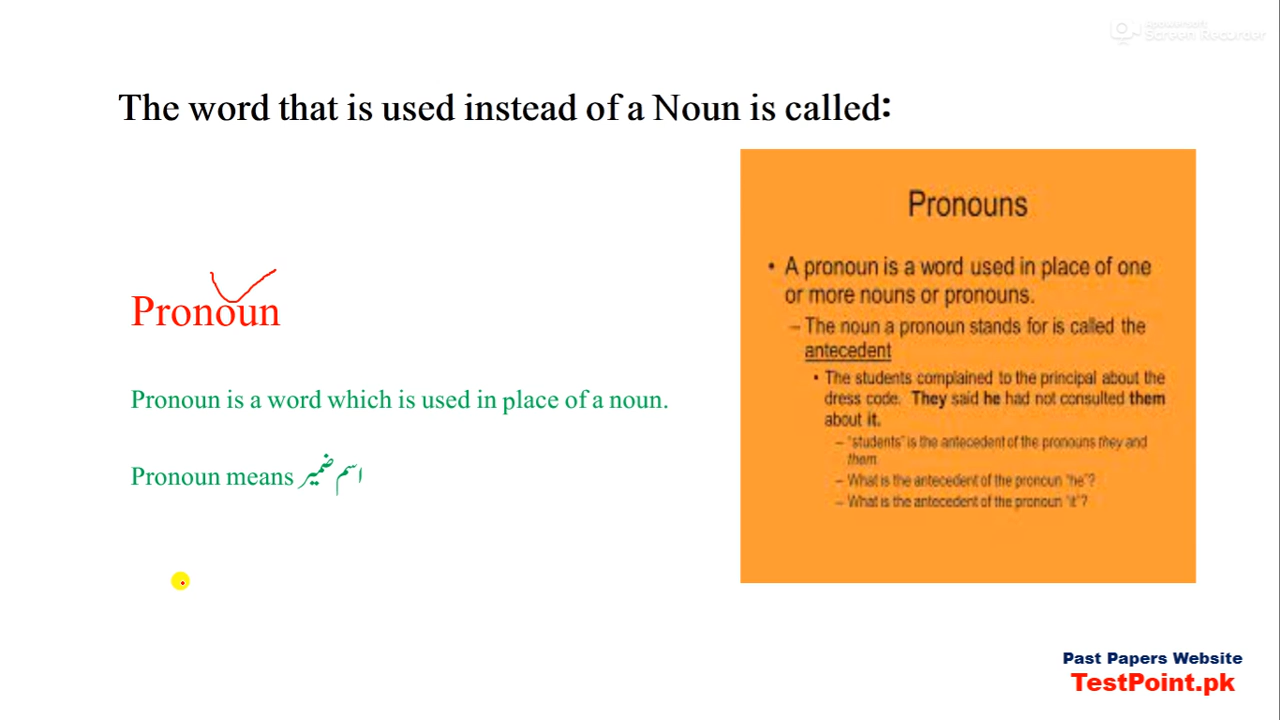 Apowersoft
Screen Recorder
The word that is used instead of a Noun is called:
Pronoun
Pronoun is a word which is used in place of a noun.
Pronoun means اسم ضمیر
Pronouns
• A pronoun is a word used in place of one
or more nouns or pronouns.
– The noun a pronoun stands for is called the
antecedent
• The students complained to the principal about the
dress code. They said he had not consulted them
about it.
– "students" is the antecedent of the pronouns they and
them
– What is the antecedent of the pronoun "he"?
– What is the antecedent of the pronoun "it"?
Past Papers Website
TestPoint.pk